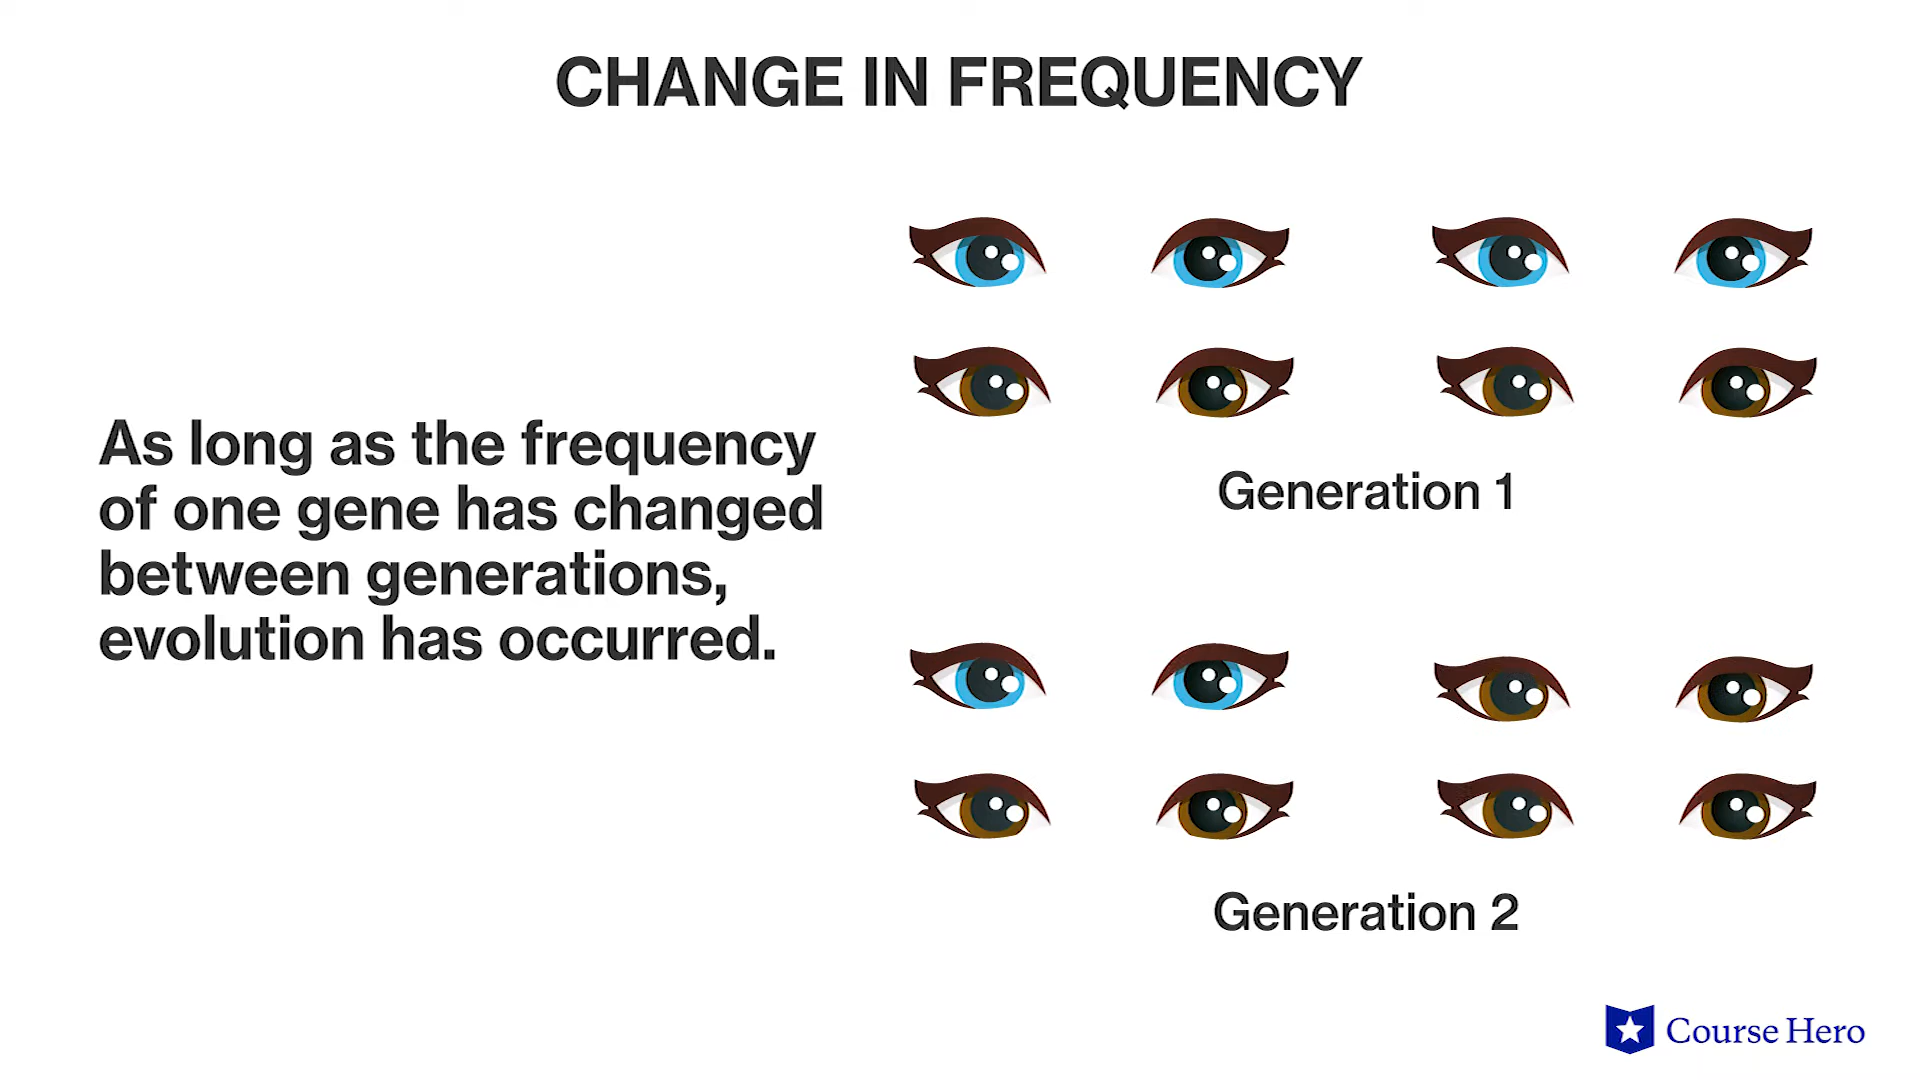 CHANGE IN FREQUENCY
As long as the frequency
of one gene has changed
between generations,
evolution has occurred.
Generation 1
Generation 2
Course Hero